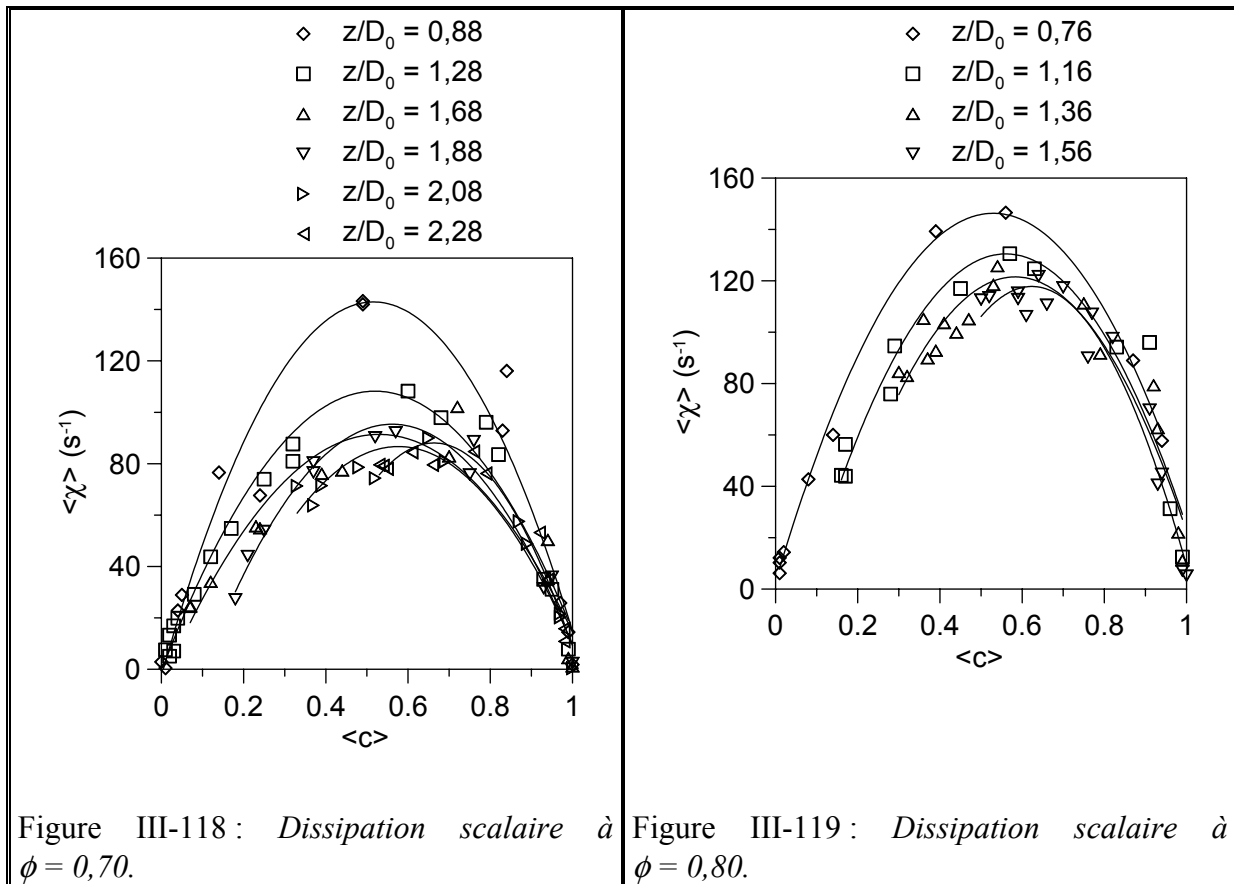 z/D0 = 0,88
z/D0 = 1,28
z/D0 = 1,68
z/D0 = 1,88
z/D0 = 2,08
z/D0 = 2,28
160
120
80
40
0
<χ> (s-1)
0 0.2 0.4 0.6 0.8 1
<c>
Figure III-118 : Dissipation scalaire à
ϕ = 0,70.
z/D0 = 0,76
z/D0 = 1,16
z/D0 = 1,36
z/D0 = 1,56
160
120
80
40
0
<χ> (s-1)
0 0.2 0.4 0.6 0.8 1
<c>
Figure III-119 : Dissipation scalaire à
ϕ = 0,80.